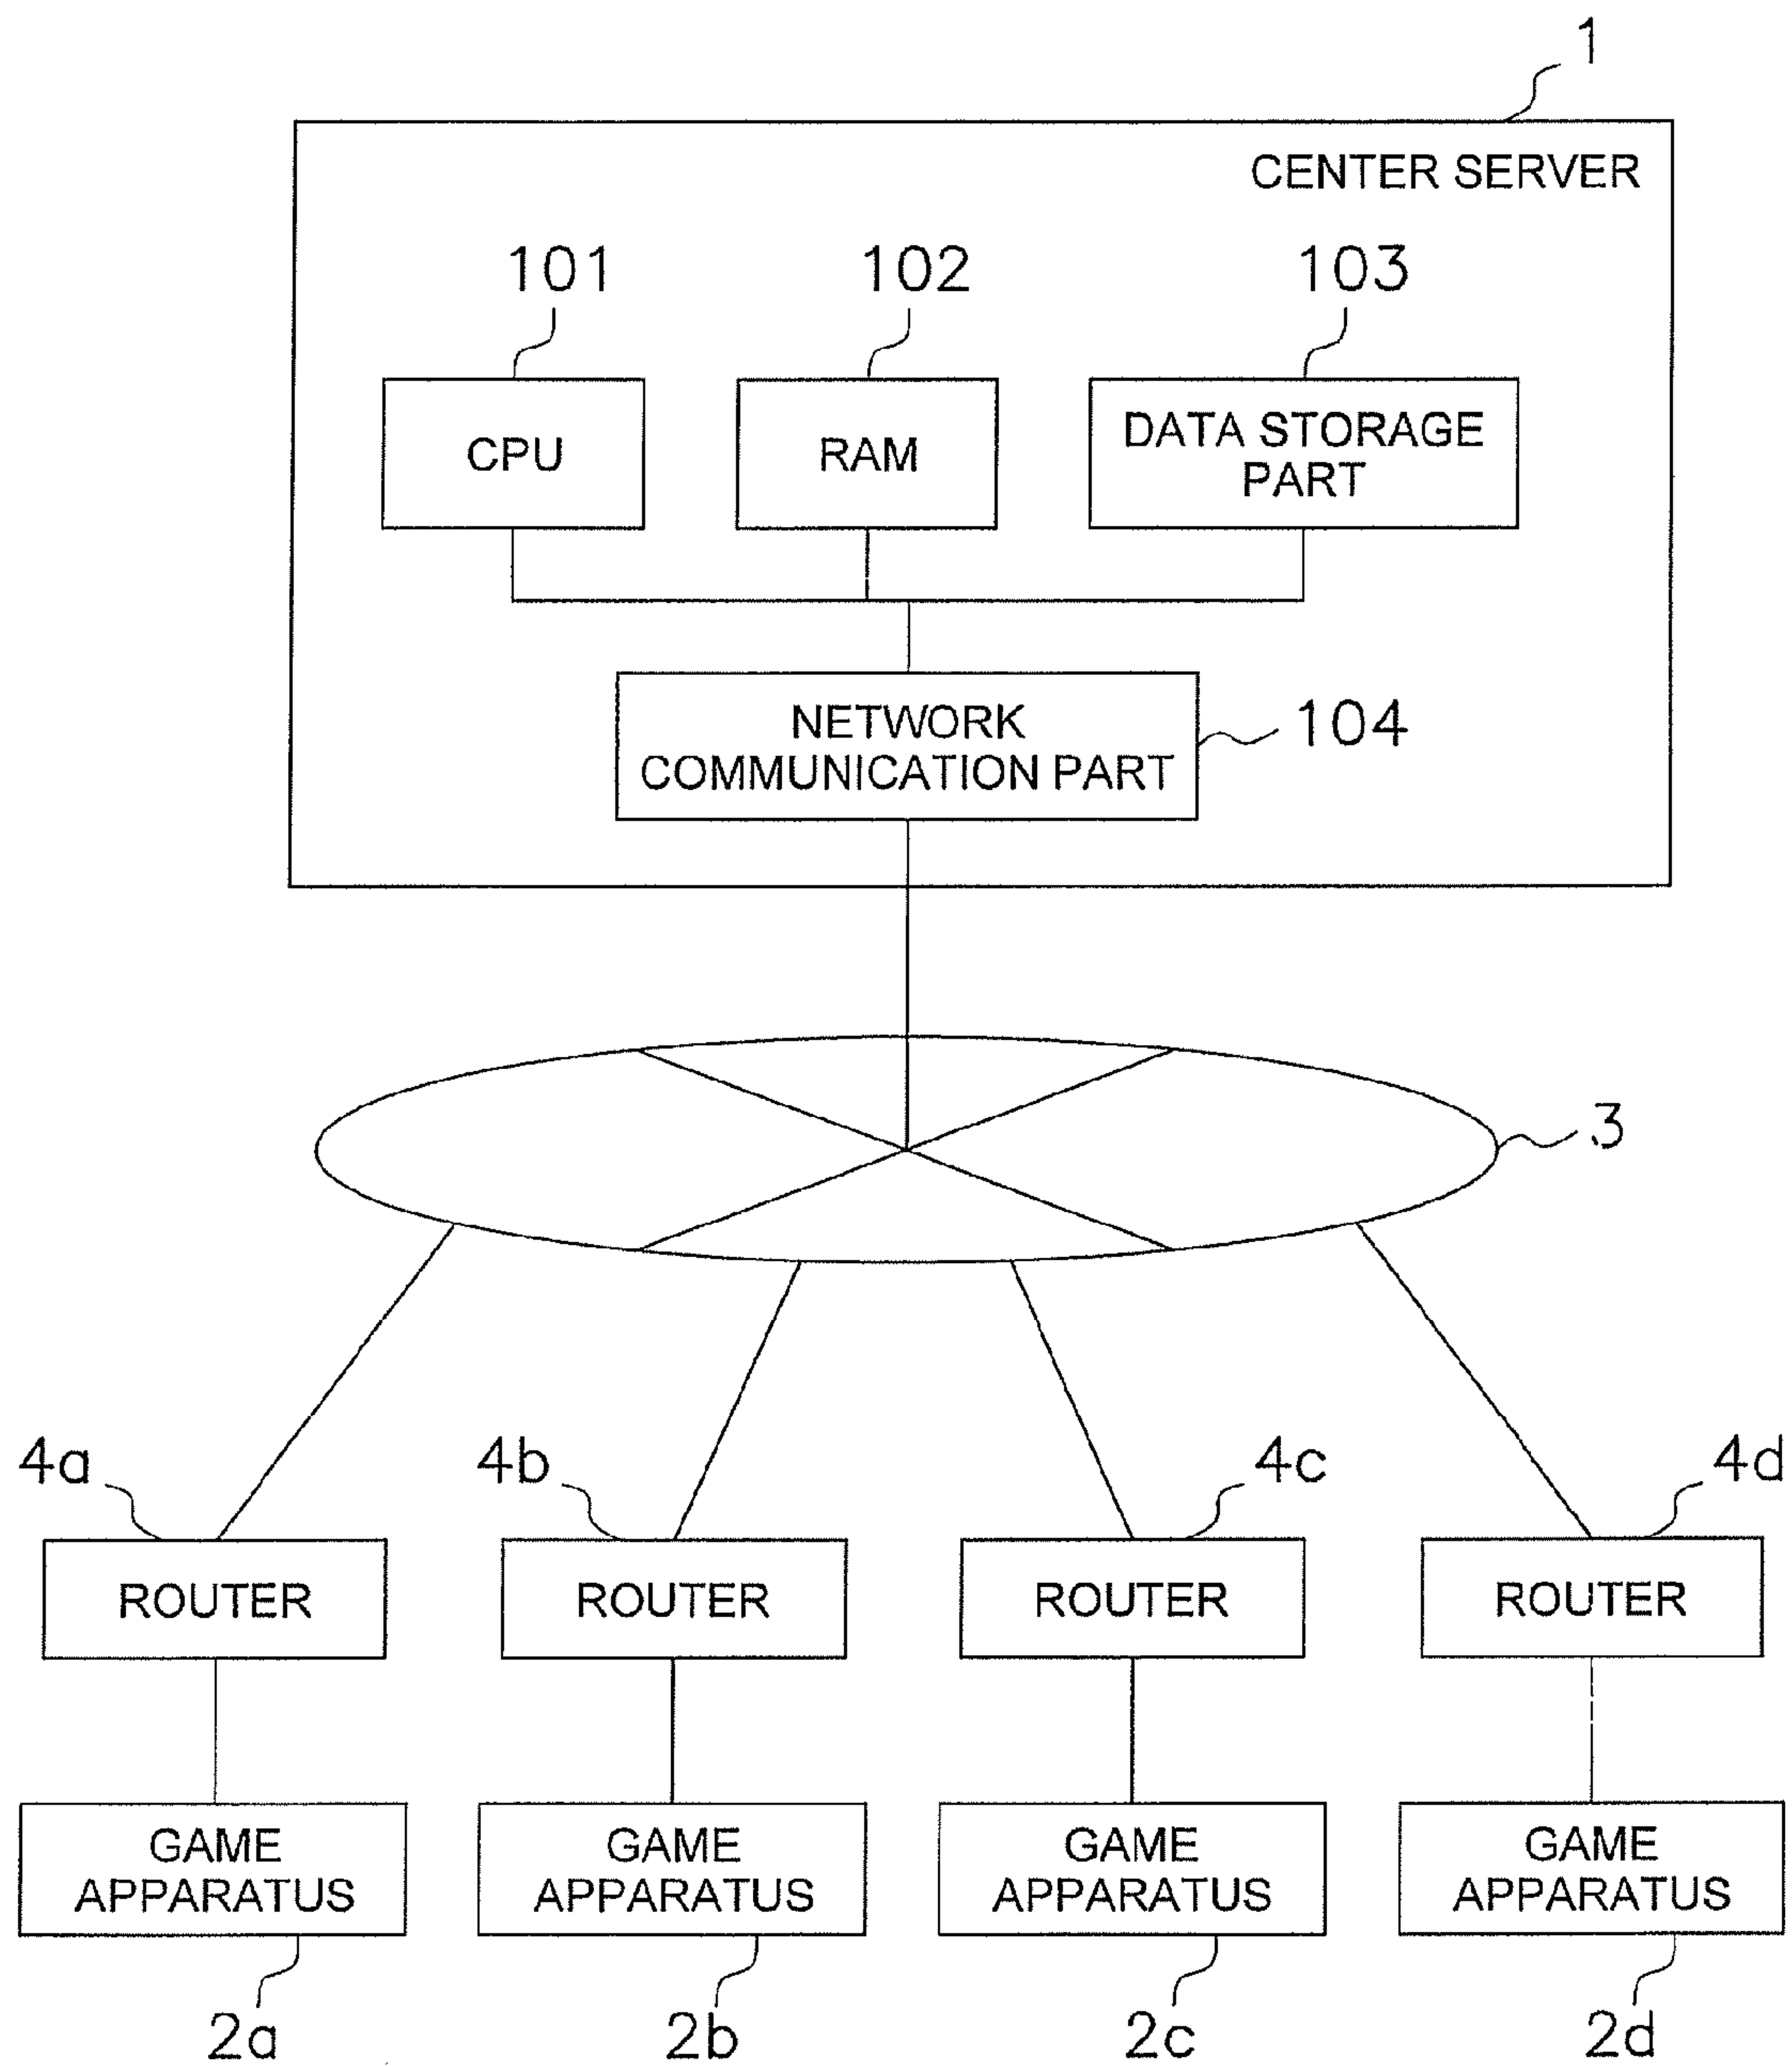 1
CENTER SERVER
101
102
103
CPU
RAM
DATA STORAGE
PART
NETWORK
COMMUNICATION PART
104
3
4a
4b
4c
4d
ROUTER
ROUTER
ROUTER
ROUTER
GAME
APPARATUS
GAME
APPARATUS
GAME
APPARATUS
GAME
APPARATUS
2a
2b
2c
2d